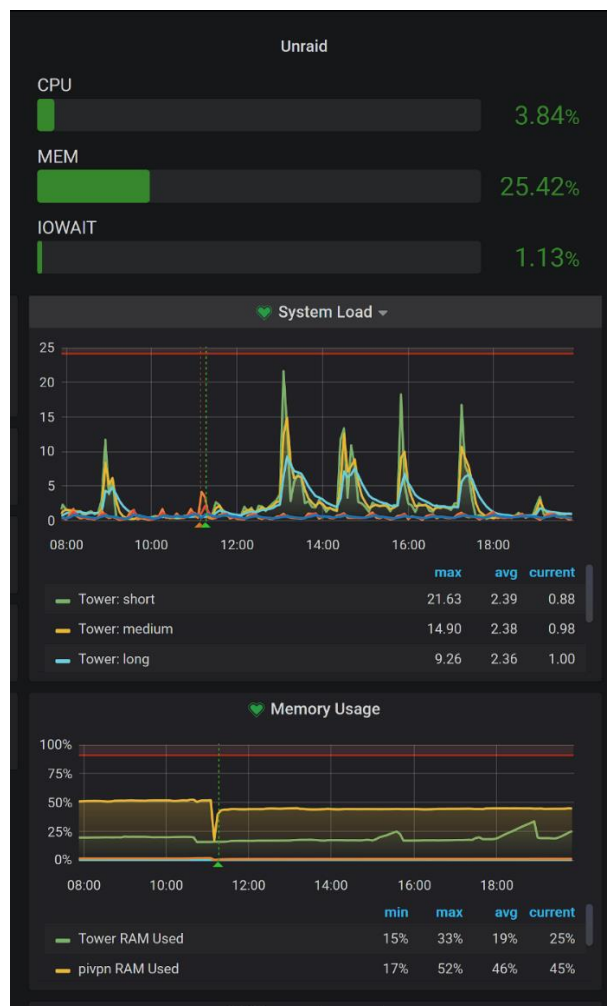 Unraid
CPU
3.84%
MEM
25.42%
IOWAIT
1.13%
System Load
25
20
15
10
5
0
08:00 10:00 12:00 14:00 16:00 18:00
max avg current
Tower: short 21.63 2.39 0.88
Tower: medium 14.90 2.38 0.98
Tower: long 9.26 2.36 1.00
Memory Usage
100%
75%
50%
25%
0%
08:00 10:00 12:00 14:00 16:00 18:00
min max avg current
Tower RAM Used 15% 33% 19% 25%
pivpn RAM Used 17% 52% 46% 45%